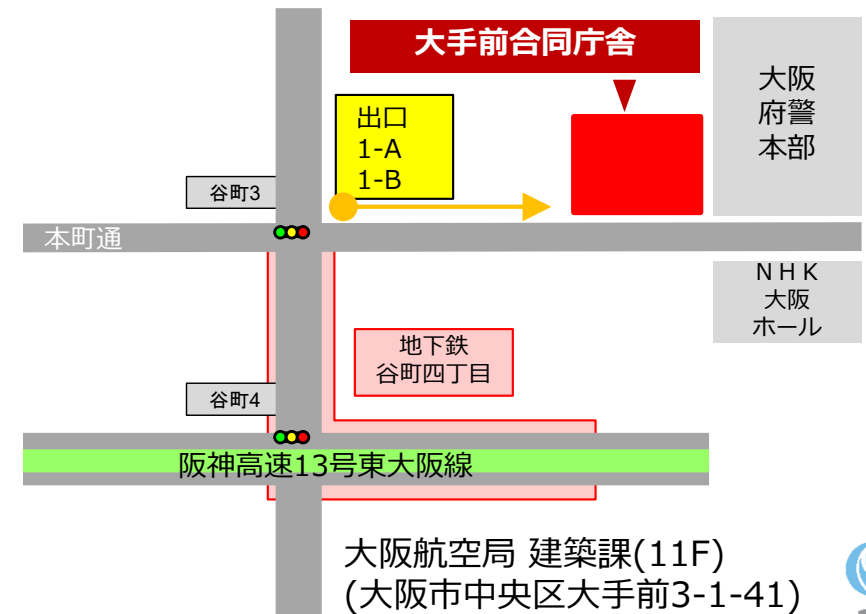 大手前合同庁舎
大阪
府警
本部
出口
1-A
1-B
谷町3
本町通
ＮＨＫ
大阪
ホール
地下鉄
谷町四丁目
谷町4
阪神高速13号東大阪線
大阪航空局 建築課(11F)
(大阪市中央区大手前3-1-41)